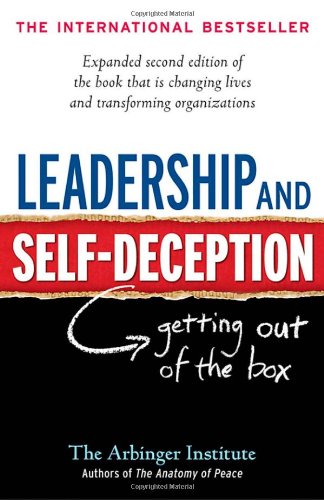 THE INTERNATIONAL BESTSELLER
Expanded second edition of
the book that is changing lives
and transforming organizations
LEADERSHIP AND
SELF-DECEPTION
getting out
of the box
The Arbinger Institute
Authors of The Anatomy of Peace